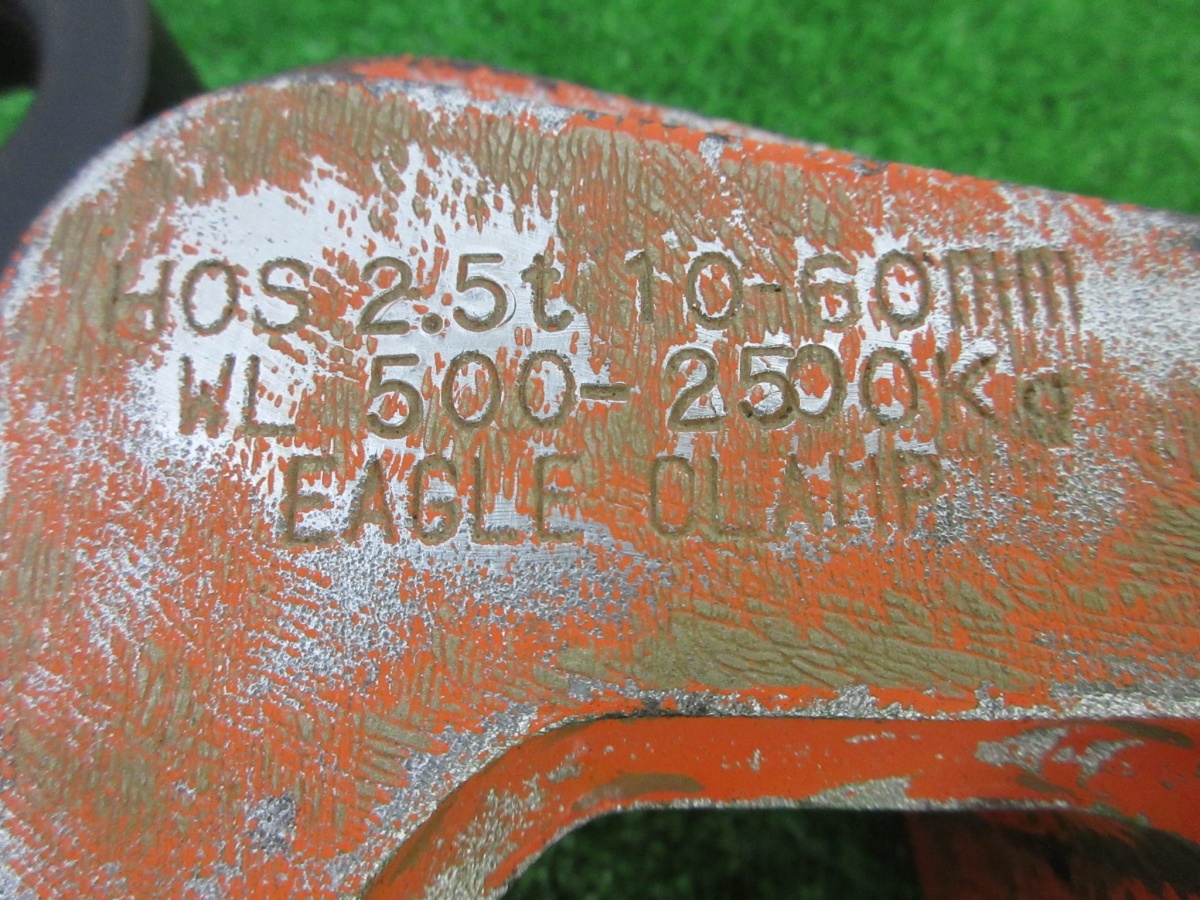 HOS 2.5t 10-60mm
WL 500-2500Kg
EAGLE CLAMP